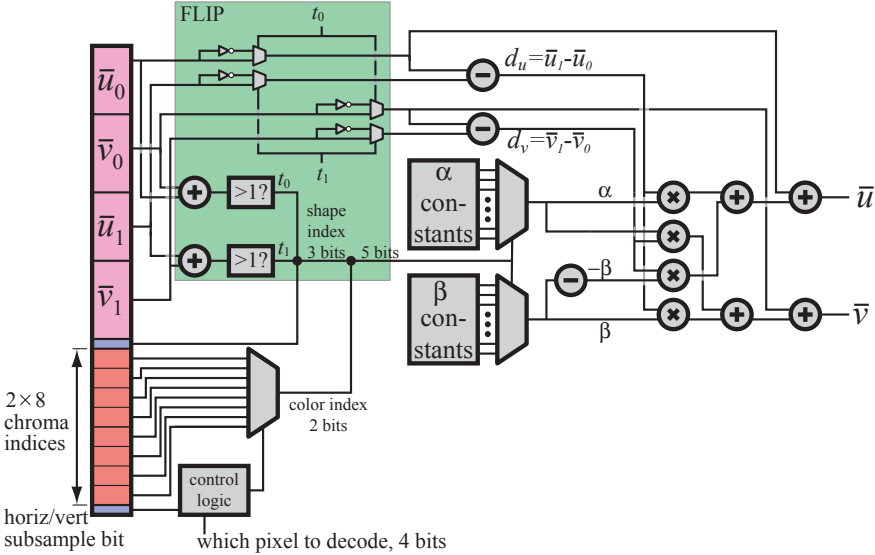 FLIP
t₀
d_u=ū₁-ū₀
ū₀
v̄₀
d_v=v̄₁-v̄₀
t₁
α
con-
stants
α
+
>1?
t₀
ū
ū₁
shape
index
3 bits
5 bits
+
>1?
t₁
v̄₁
β
con-
stants
−β
β
v̄
2×8
chroma
indices
color index
2 bits
control
logic
horiz/vert
subsample bit
which pixel to decode, 4 bits